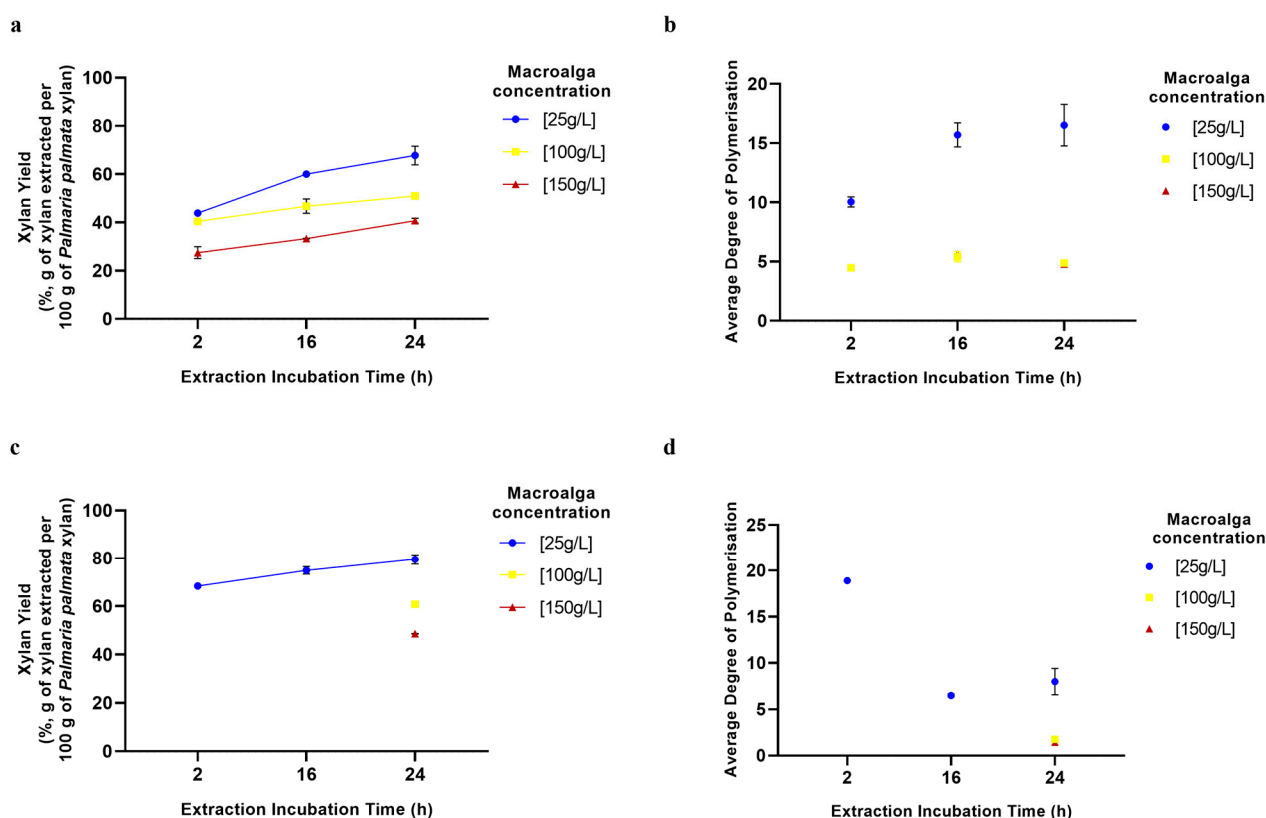 a
Xylan Yield
(%, g of xylan extracted per
100 g of Palmaria palmata xylan)
100
80
60
40
20
0
2
16
24
Extraction Incubation Time (h)
Macroalga
concentration
[25g/L]
[100g/L]
[150g/L]
b
Average Degree of Polymerisation
20
15
10
5
0
2
16
24
Extraction Incubation Time (h)
Macroalga
concentration
[25g/L]
[100g/L]
[150g/L]
c
Xylan Yield
(%, g of xylan extracted per
100 g of Palmaria palmata xylan)
100
80
60
40
20
0
2
16
24
Extraction Incubation Time (h)
Macroalga
concentration
[25g/L]
[100g/L]
[150g/L]
d
Average Degree of Polymerisation
25
20
15
10
5
0
2
16
24
Extraction Incubation Time (h)
Macroalga
concentration
[25g/L]
[100g/L]
[150g/L]